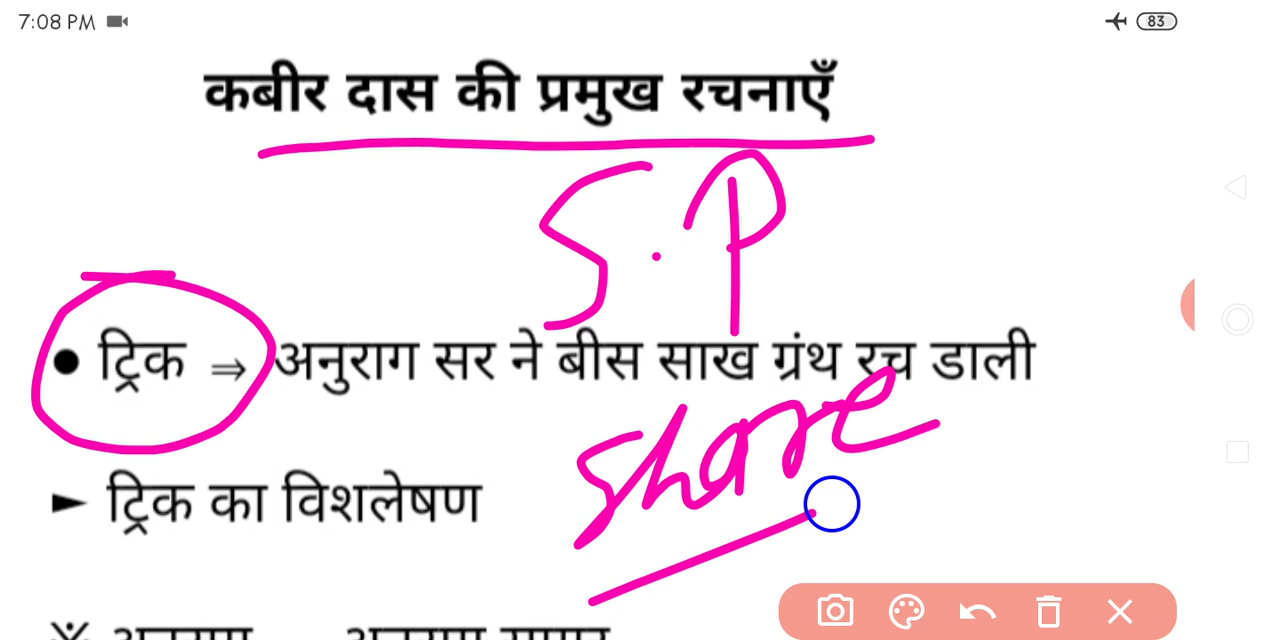 7:08 PM
83
कबीर दास की प्रमुख रचनाएँ
S.P
● ट्रिक ⇒ अनुराग सर ने बीस साख ग्रंथ रच डाली
share
► ट्रिक का विशलेषण